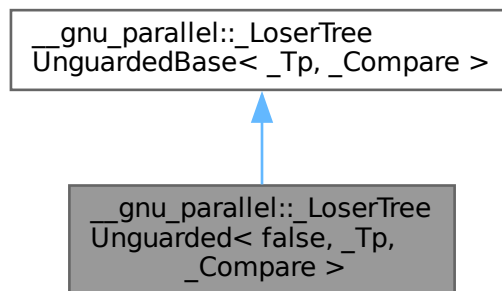 __gnu_parallel::_LoserTree
UnguardedBase< _Tp, _Compare >
__gnu_parallel::_LoserTree
Unguarded< false, _Tp,
_Compare >